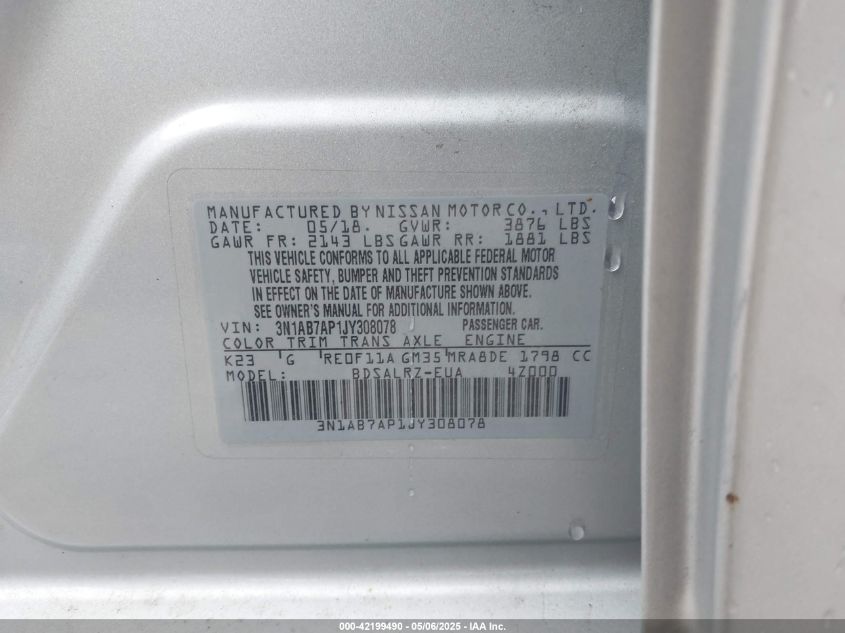 MANUFACTURED BY NISSAN MOTOR CO., LTD.
DATE: 05/18. GVWR: 3876 LBS
GAWR FR: 2143 LBS GAWR RR: 1881 LBS
THIS VEHICLE CONFORMS TO ALL APPLICABLE FEDERAL MOTOR
VEHICLE SAFETY, BUMPER AND THEFT PREVENTION STANDARDS
IN EFFECT ON THE DATE OF MANUFACTURE SHOWN ABOVE.
SEE OWNER'S MANUAL FOR ADDITIONAL INFORMATION.
VIN: 3N1AB7AP1JY308078 PASSENGER CAR.
COLOR TRIM TRANS AXLE ENGINE
K23 G RE0F11A GM35 MRA8DE 1798 CC
MODEL: BDSALRZ-EUA 4Z000
3N1AB7AP1JY308078
000-42199490 - 05/06/2025 - IAA Inc.